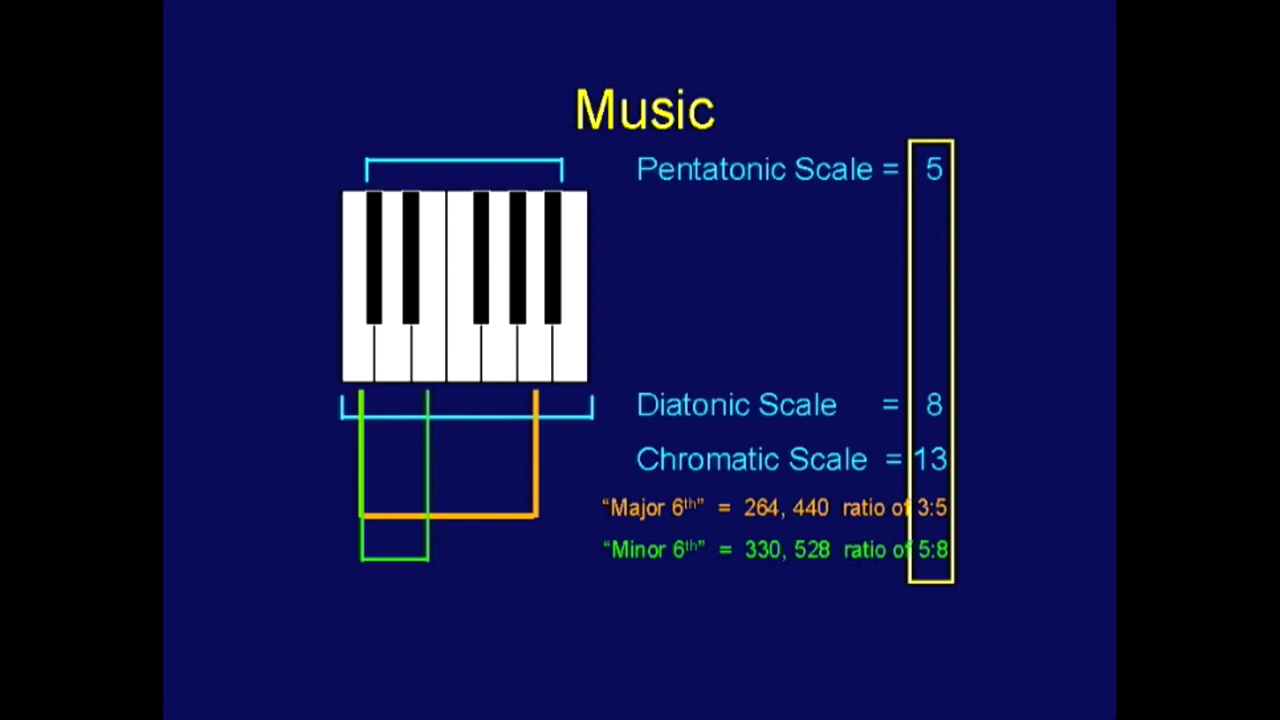 Music
Pentatonic Scale = 5
Diatonic Scale = 8
Chromatic Scale = 13
“Major 6th” = 264, 440 ratio of 3:5
“Minor 6th” = 330, 528 ratio of 5:8